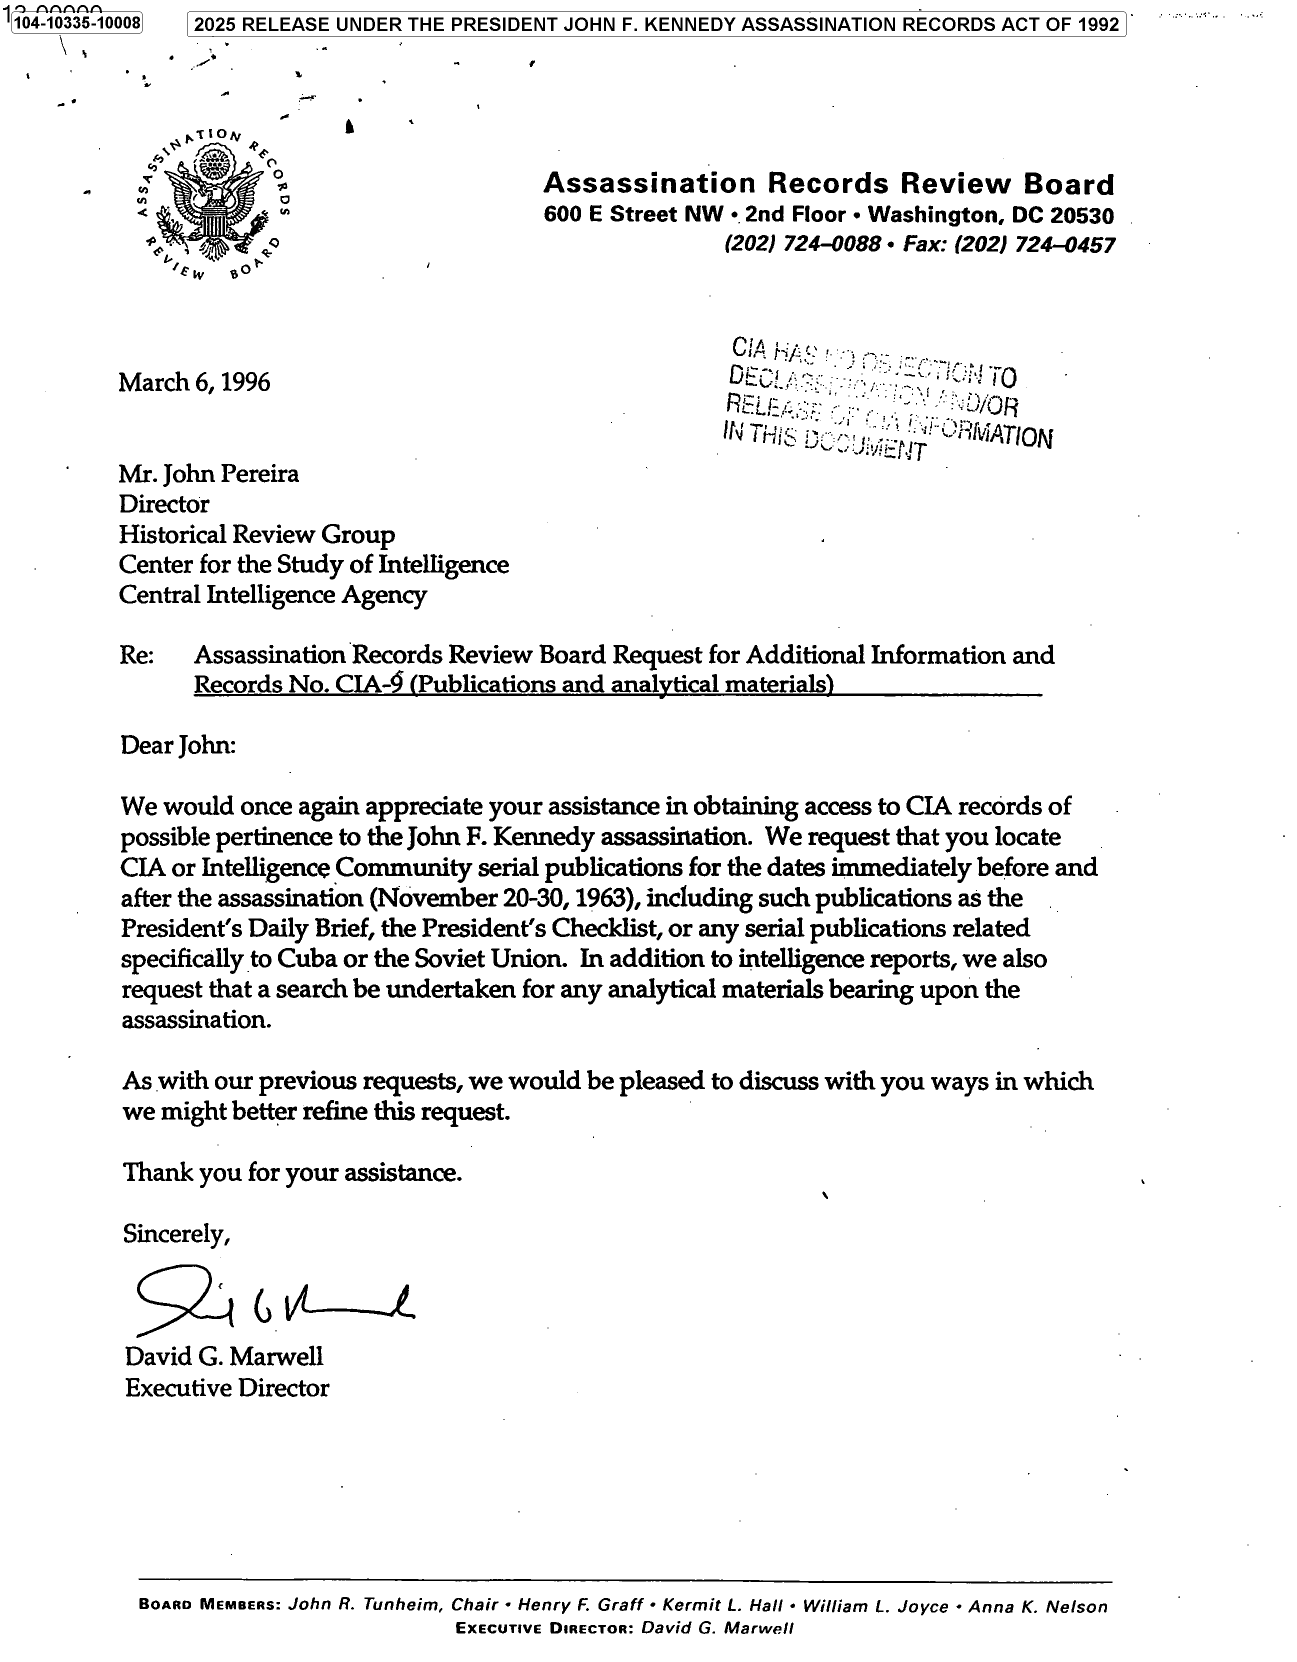 104-10335-10008
2025 RELEASE UNDER THE PRESIDENT JOHN F. KENNEDY ASSASSINATION RECORDS ACT OF 1992
ASSASSINATION RECORDS
REVIEW BOARD
Assassination Records Review Board
600 E Street NW • 2nd Floor • Washington, DC 20530
(202) 724–0088 • Fax: (202) 724–0457
CIA HAS NO OBJECTION TO
DECLASSIFICATION AND/OR
RELEASE OF CIA INFORMATION
IN THIS DOCUMENT
March 6, 1996
Mr. John Pereira
Director
Historical Review Group
Center for the Study of Intelligence
Central Intelligence Agency
Re: Assassination Records Review Board Request for Additional Information and
Records No. CIA-9 (Publications and analytical materials)
Dear John:
We would once again appreciate your assistance in obtaining access to CIA records of
possible pertinence to the John F. Kennedy assassination. We request that you locate
CIA or Intelligence Community serial publications for the dates immediately before and
after the assassination (November 20-30, 1963), including such publications as the
President's Daily Brief, the President's Checklist, or any serial publications related
specifically to Cuba or the Soviet Union. In addition to intelligence reports, we also
request that a search be undertaken for any analytical materials bearing upon the
assassination.
As with our previous requests, we would be pleased to discuss with you ways in which
we might better refine this request.
Thank you for your assistance.
Sincerely,
David G. Marwell
Executive Director
BOARD MEMBERS: John R. Tunheim, Chair • Henry F. Graff • Kermit L. Hall • William L. Joyce • Anna K. Nelson
EXECUTIVE DIRECTOR: David G. Marwell